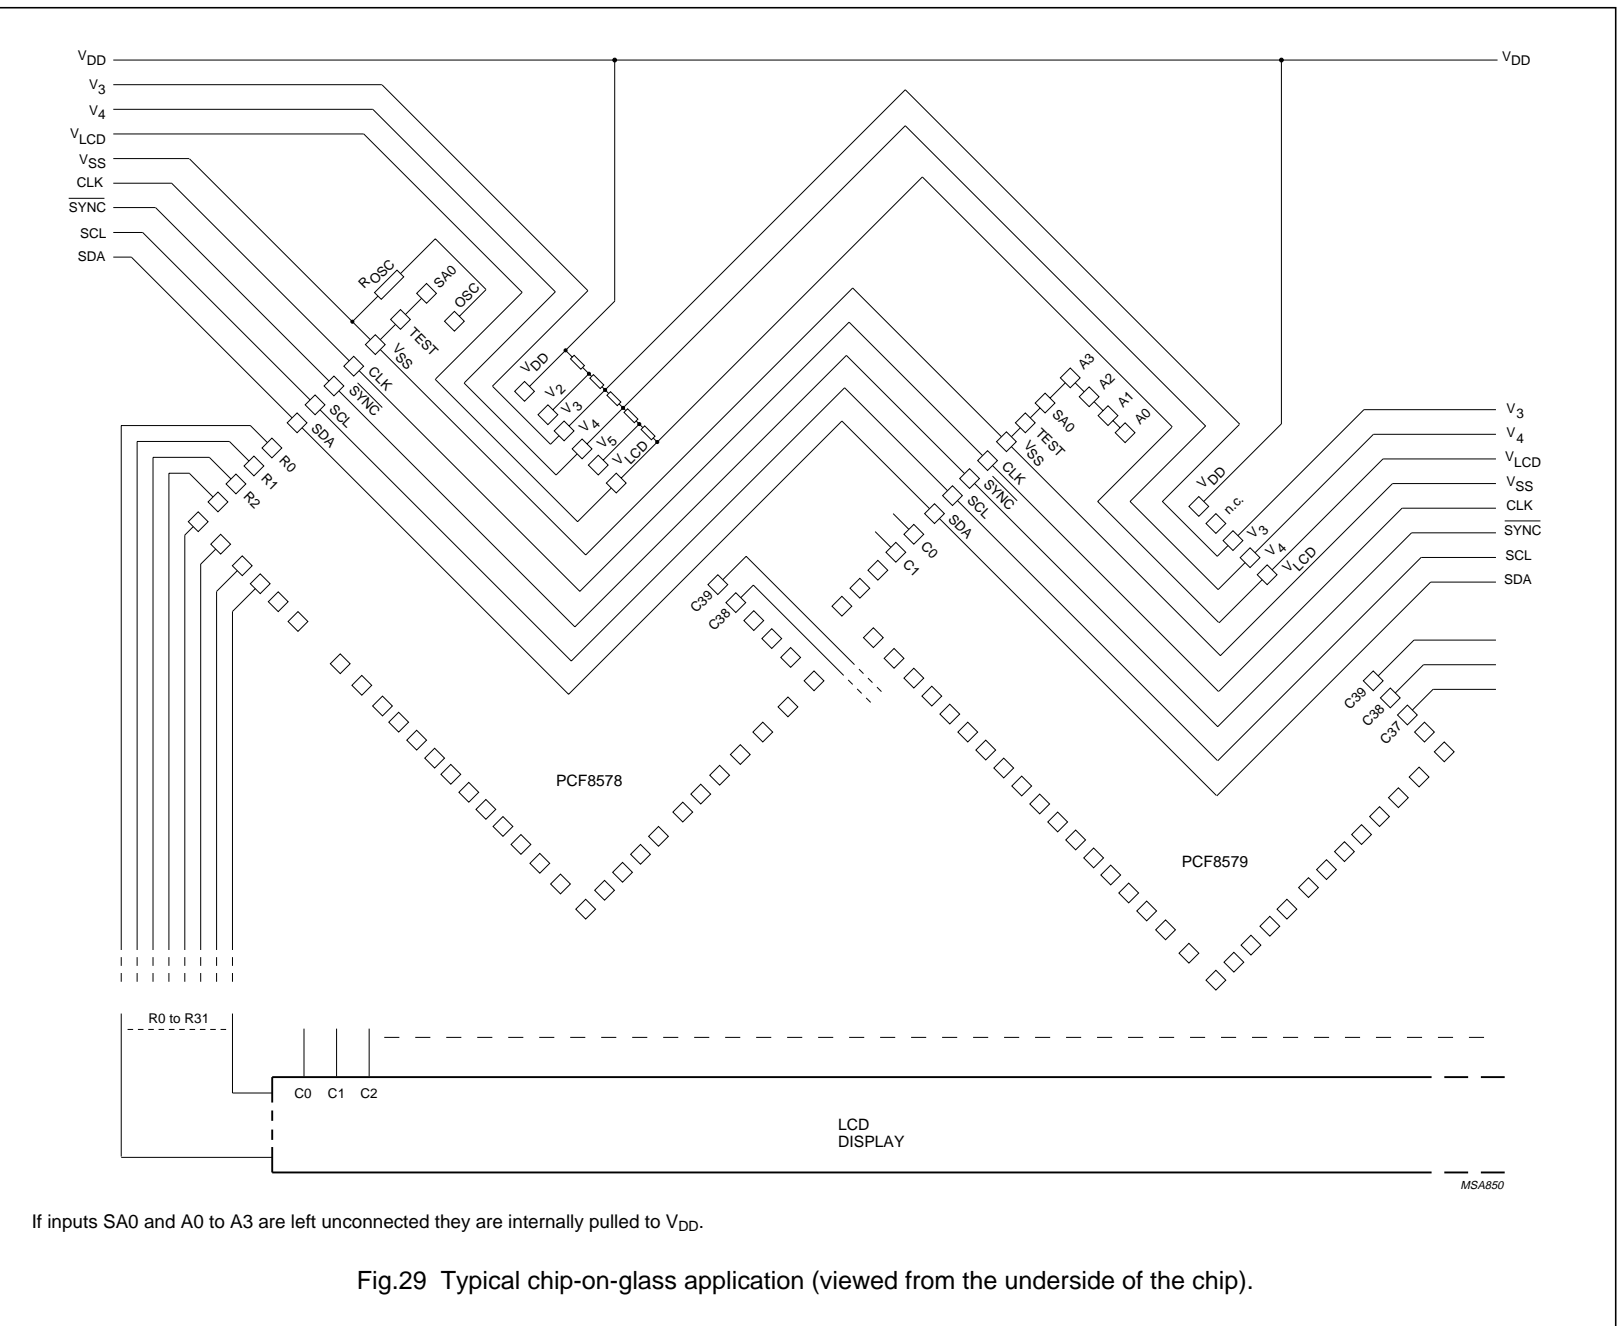 VDD
VDD
V3
V4
VLCD
VSS
CLK
SYNC
SCL
SDA
ROSC
SA0
OSC
TEST
VSS
CLK
SYNC
SCL
SDA
R0
R1
R2
VDD
V2
V3
V4
V5
VLCD
A3
A2
A1
A0
SA0
TEST
VSS
CLK
SYNC
SCL
SDA
C0
C1
C39
C38
VDD
n.c.
V3
V4
VLCD
V3
V4
VLCD
VSS
CLK
SYNC
SCL
SDA
C39
C38
C37
PCF8578
PCF8579
R0 to R31
C0 C1 C2
LCD
DISPLAY
MSA850
If inputs SA0 and A0 to A3 are left unconnected they are internally pulled to VDD.
Fig.29 Typical chip-on-glass application (viewed from the underside of the chip).